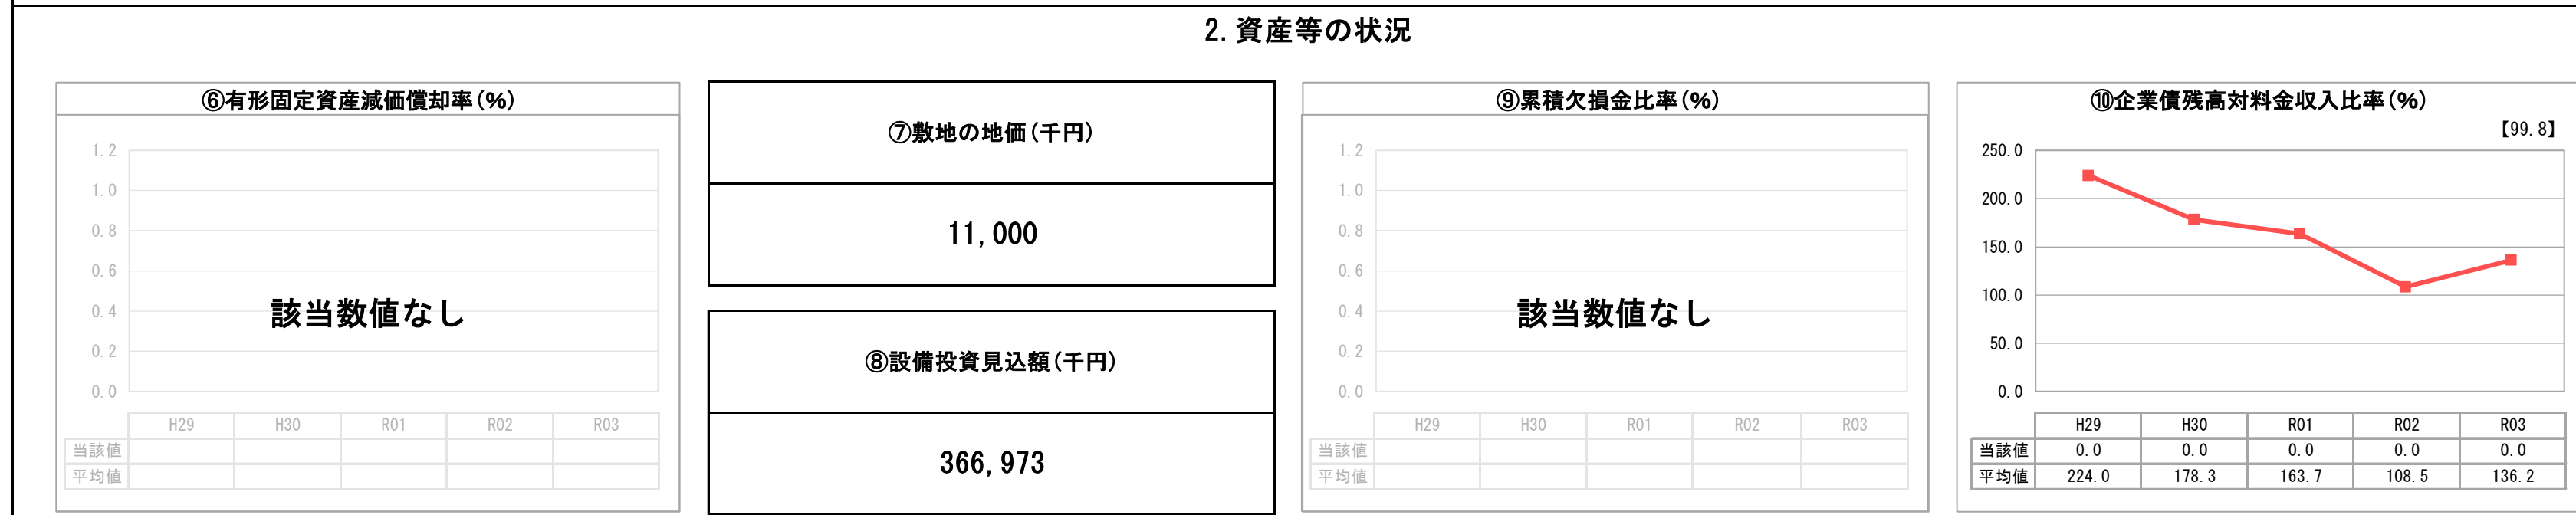 2.資産等の状況
⑥有形固定資産減価償却率(%)
1.2
1.0
0.8
0.6
0.4
0.2
0.0
該当数値なし
H29 H30 R01 R02 R03
当該値
平均値
⑦敷地の地価(千円)
11,000
⑧設備投資見込額(千円)
366,973
⑨累積欠損金比率(%)
1.2
1.0
0.8
0.6
0.4
0.2
0.0
該当数値なし
H29 H30 R01 R02 R03
当該値
平均値
⑩企業債残高対料金収入比率(%)
【99.8】
250.0
200.0
150.0
100.0
50.0
0.0
H29 H30 R01 R02 R03
当該値 0.0 0.0 0.0 0.0 0.0
平均値 224.0 178.3 163.7 108.5 136.2